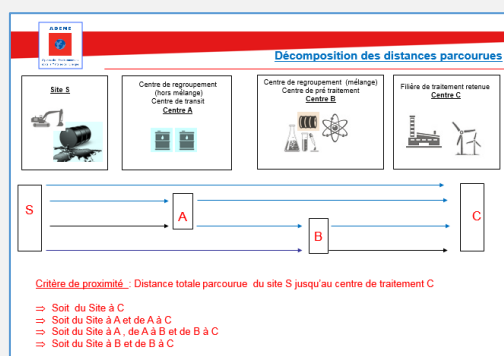 ADEME
Décomposition des distances parcourues
Site S
Centre de regroupement
(hors mélange)
Centre de transit
Centre A
Centre de regroupement (mélange)
Centre de pré traitement
Centre B
Filière de traitement retenue
Centre C
S
A
B
C
Critère de proximité : Distance totale parcourue du site S jusqu'au centre de traitement C
⇒ Soit du Site à C
⇒ Soit du Site à A et de A à C
⇒ Soit du Site à A , de A à B et de B à C
⇒ Soit du Site à B et de B à C